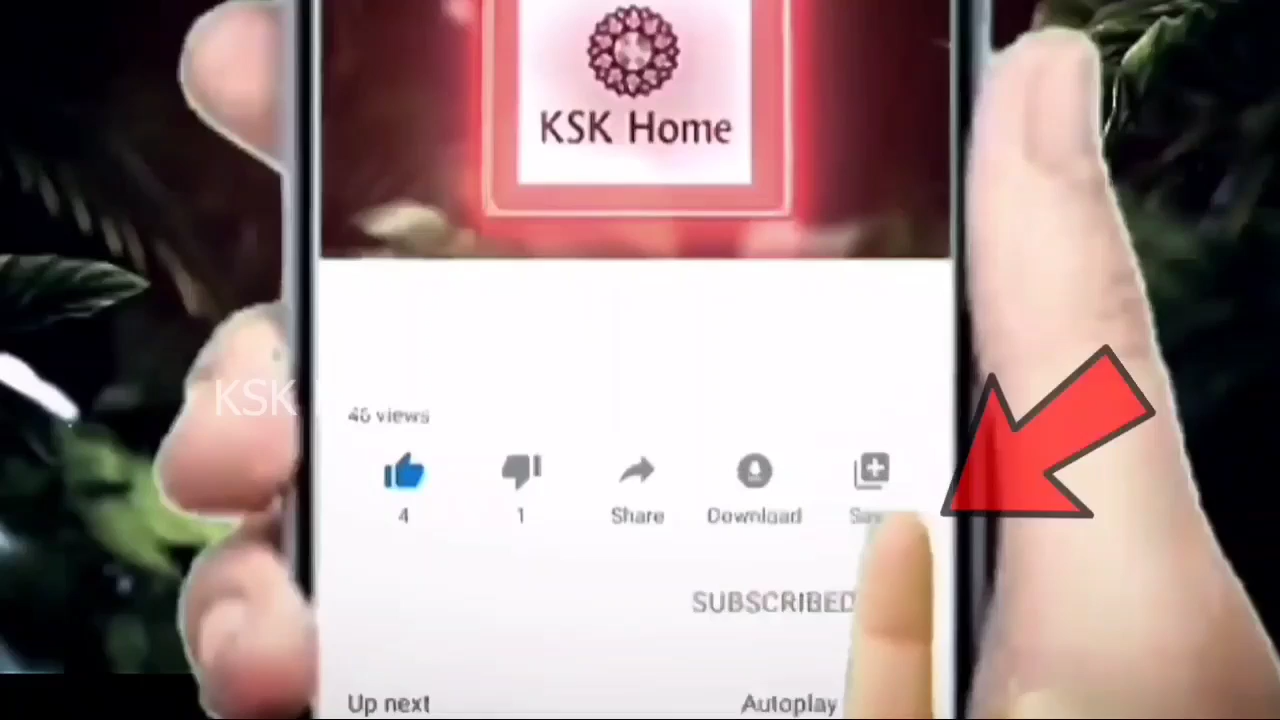 KSK Home
KSK
46 views
4
1
Share
Download
SUBSCRIBED
Up next
Autoplay